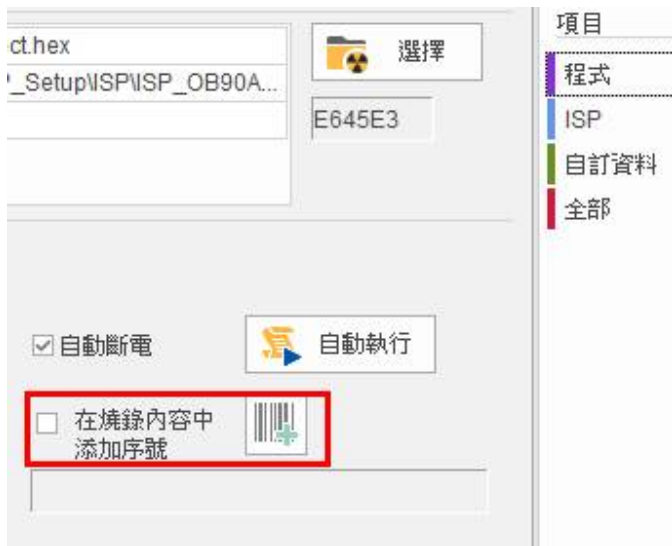 ct.hex
_Setup\ISP\ISP_OB90A...
選擇
E645E3
項目
程式
ISP
自訂資料
全部
自動斷電
自動執行
在燒錄內容中
添加序號